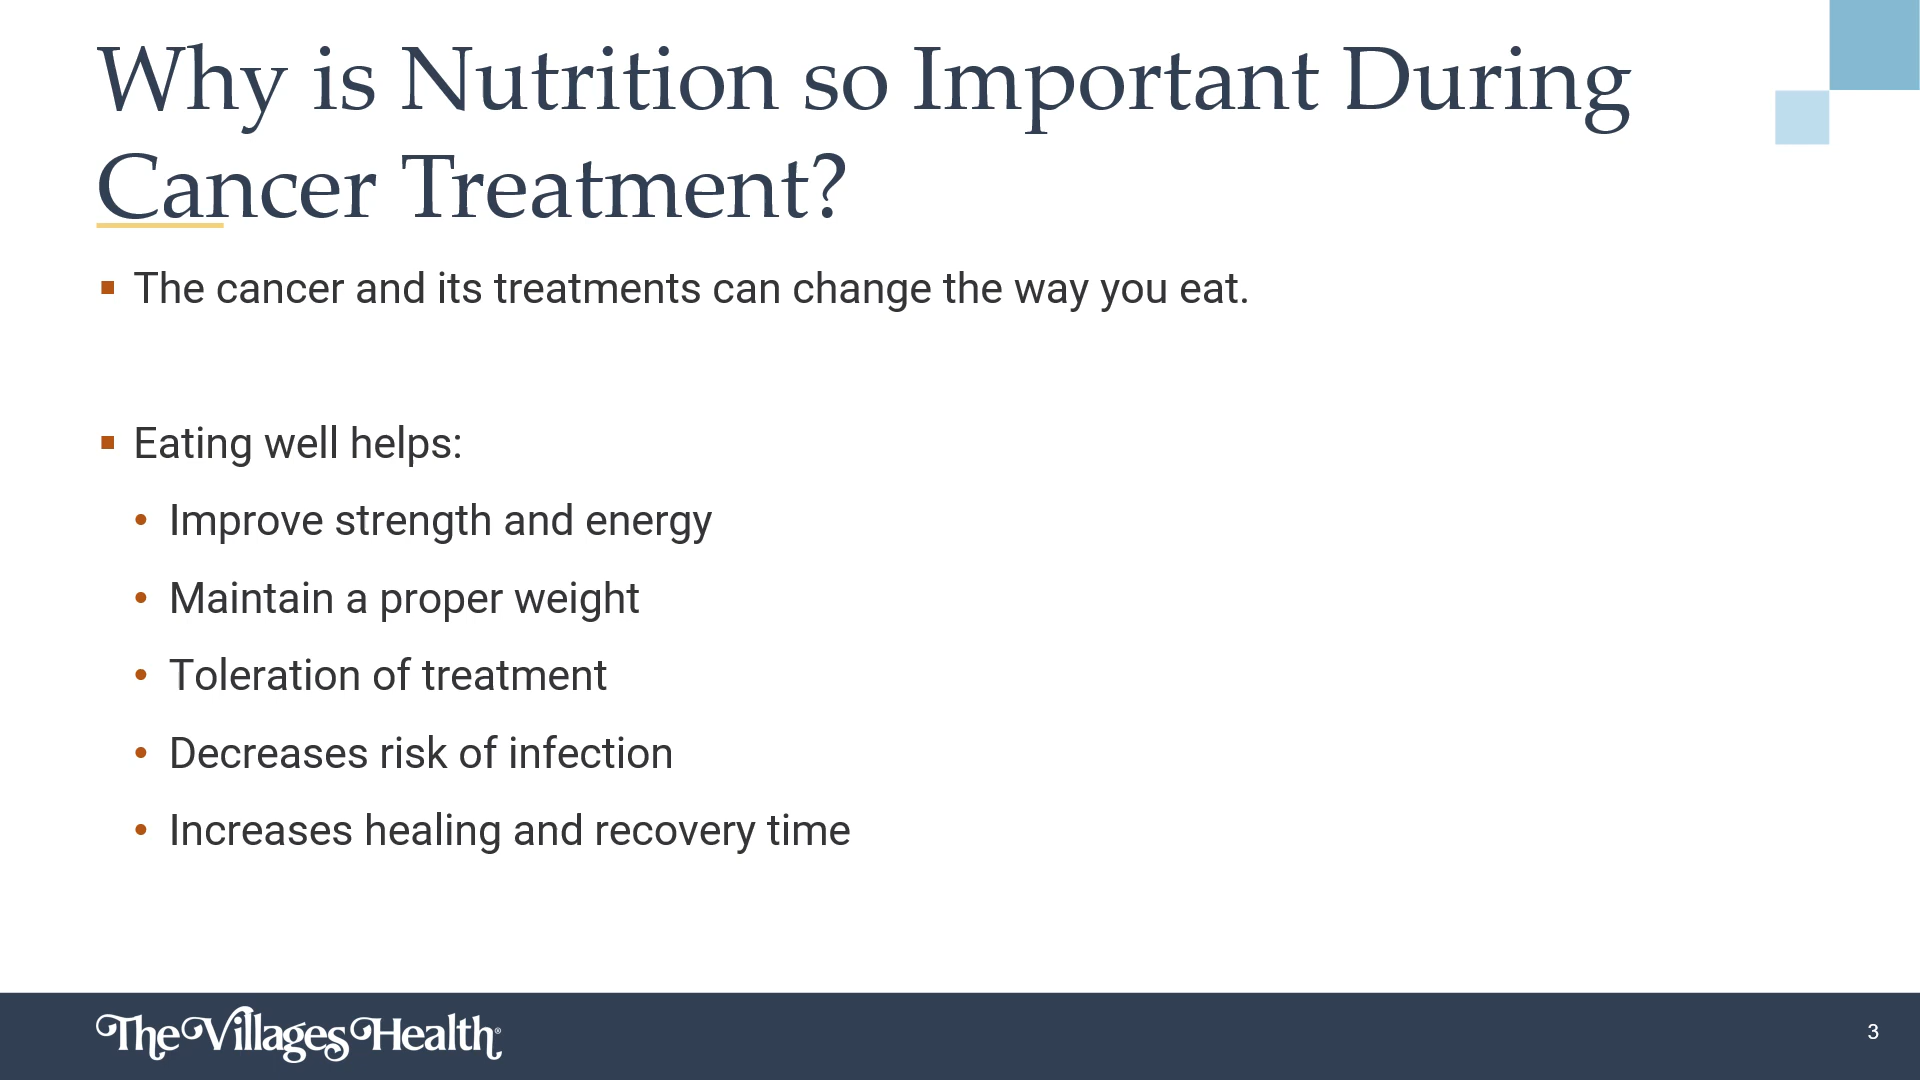 Why is Nutrition so Important During
Cancer Treatment?
▪ The cancer and its treatments can change the way you eat.
▪ Eating well helps:
• Improve strength and energy
• Maintain a proper weight
• Toleration of treatment
• Decreases risk of infection
• Increases healing and recovery time
The Villages Health®
3